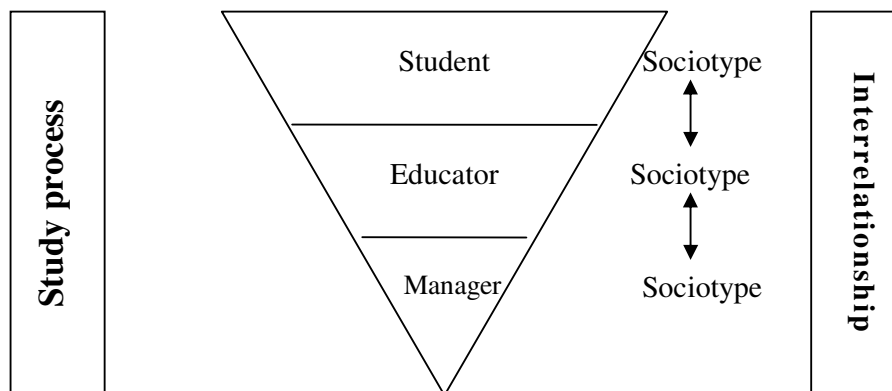 Study process
Student
Sociotype
Educator
Sociotype
Manager
Sociotype
Interrelationship